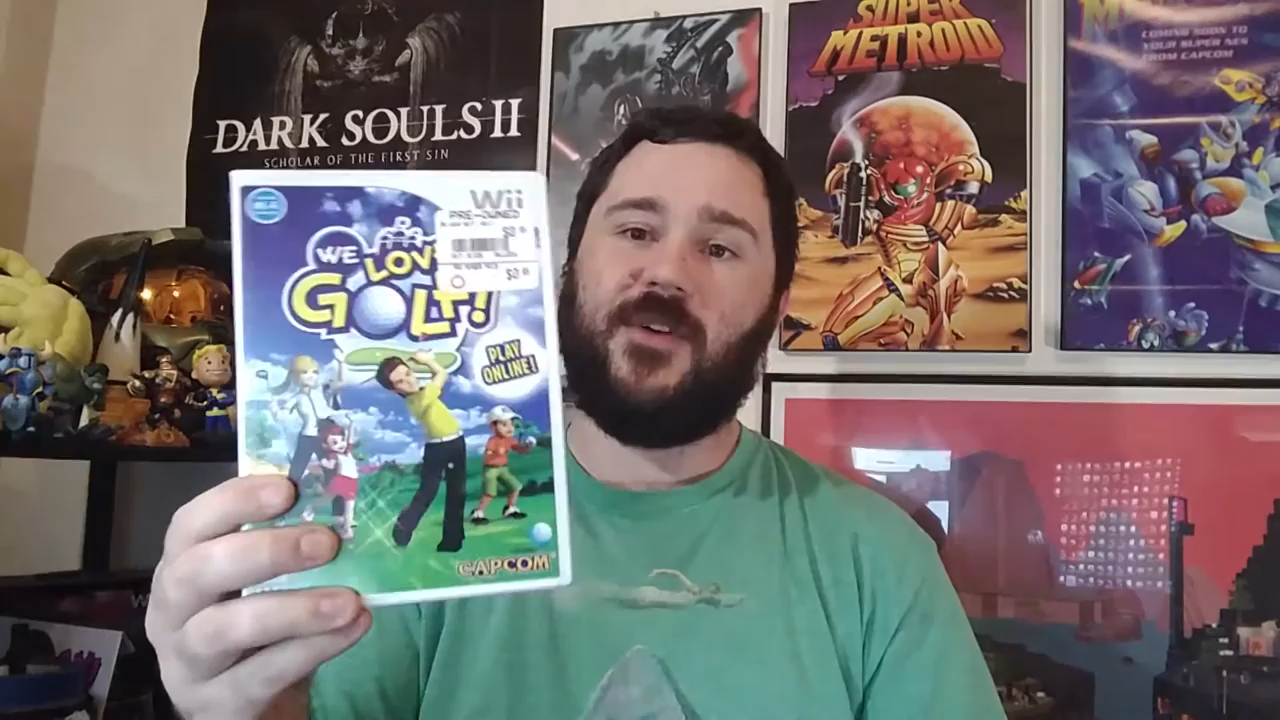 DARK SOULS II
SCHOLAR OF THE FIRST SIN
SUPER
METROID
COMING SOON TO
YOUR SUPER NES
FROM CAPCOM
Wii
PRE-OWNED
WE
LOVE
GOLF!
PLAY
ONLINE!
CAPCOM